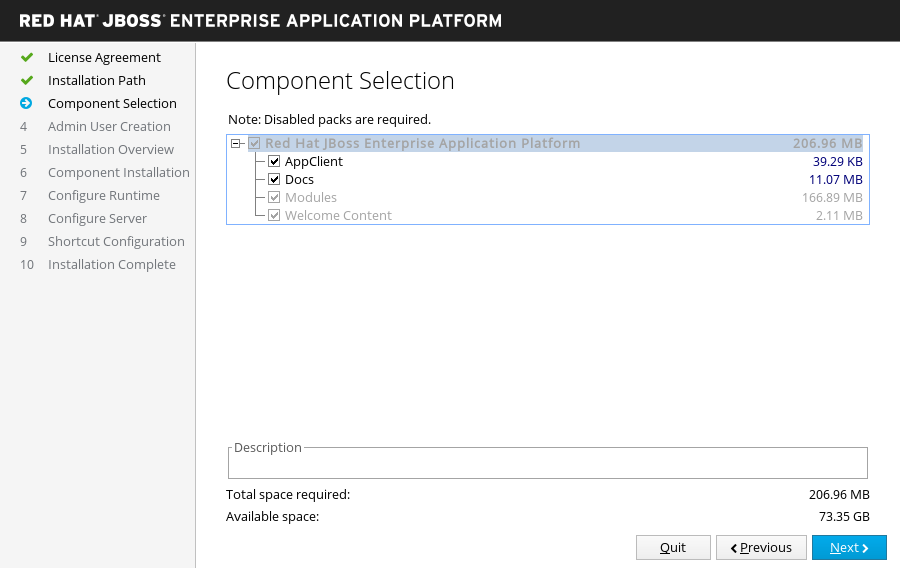 RED HAT JBOSS ENTERPRISE APPLICATION PLATFORM
License Agreement
Installation Path
Component Selection
4 Admin User Creation
5 Installation Overview
6 Component Installation
7 Configure Runtime
8 Configure Server
9 Shortcut Configuration
10 Installation Complete
Component Selection
Note: Disabled packs are required.
Red Hat JBoss Enterprise Application Platform 206.96 MB
AppClient 39.29 KB
Docs 11.07 MB
Modules 166.89 MB
Welcome Content 2.11 MB
Description
Total space required: 206.96 MB
Available space: 73.35 GB
Quit Previous Next